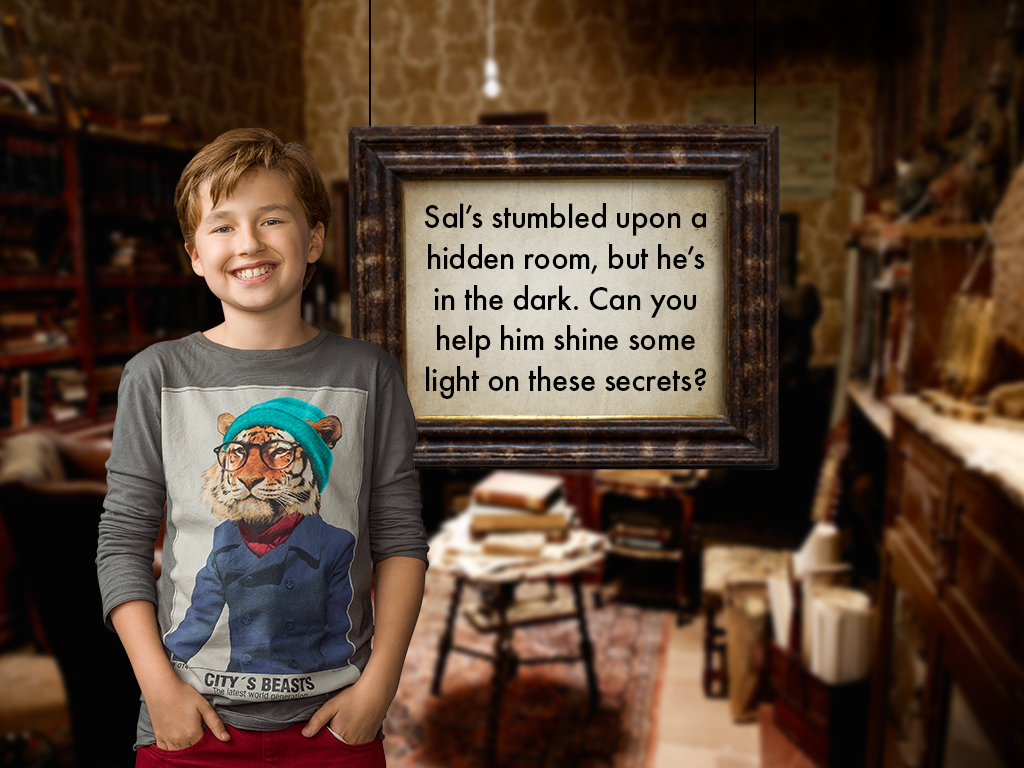 Sal’s stumbled upon a
hidden room, but he’s
in the dark. Can you
help him shine some
light on these secrets?
CITY´S BEASTS
The latest world generation